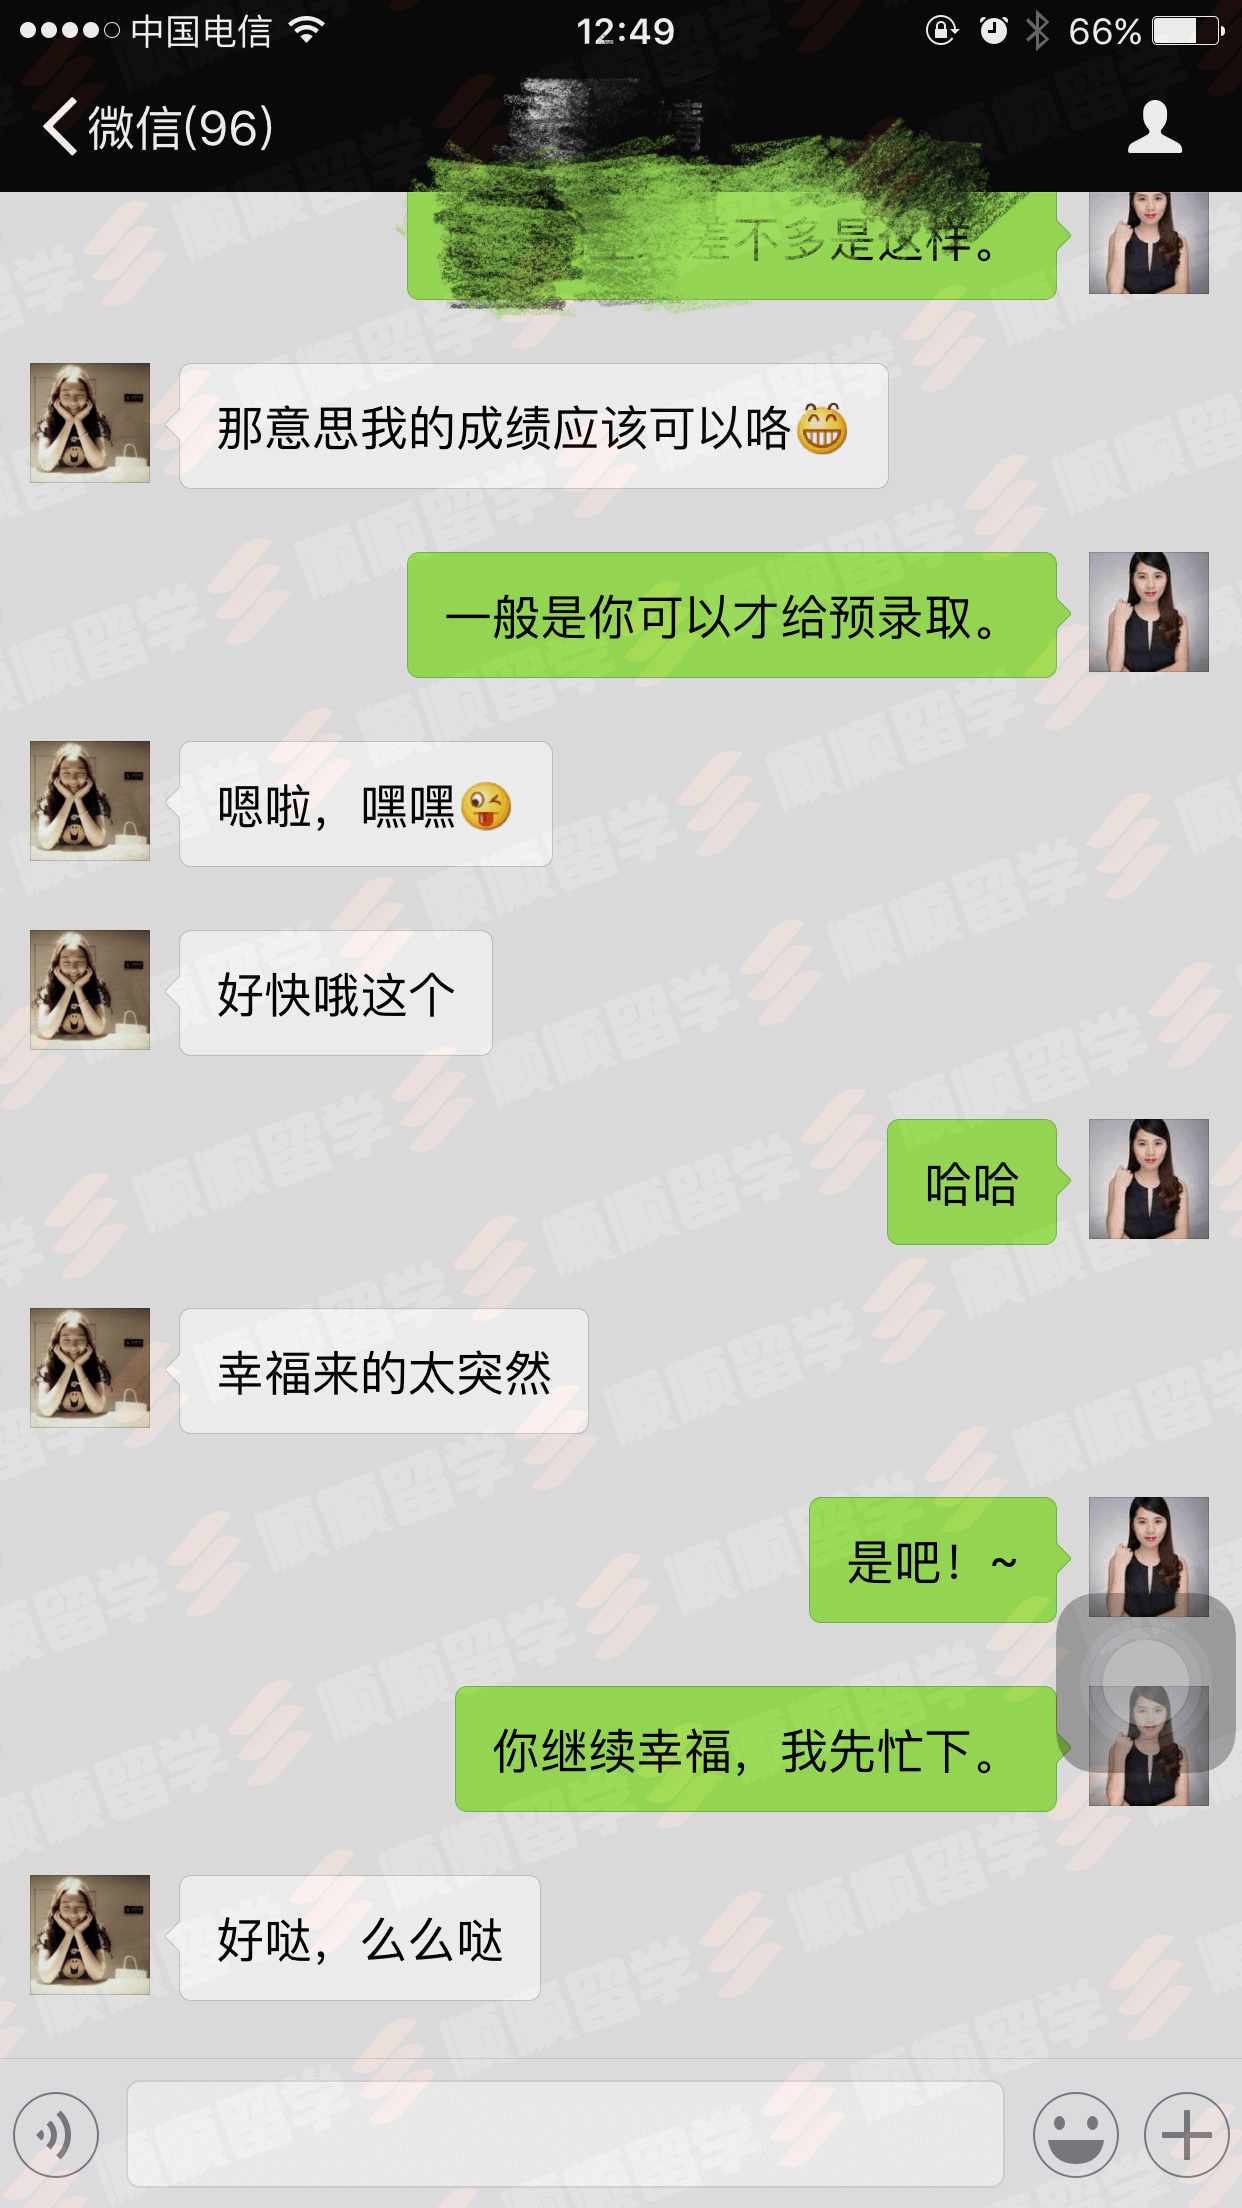 中国电信
12:49
66%
微信(96)
差不多是这样。
那意思我的成绩应该可以咯
一般是你可以才给预录取。
嗯啦，嘿嘿
好快哦这个
哈哈
幸福来的太突然
是吧！~
你继续幸福，我先忙下。
好哒，么么哒
顺顺留学